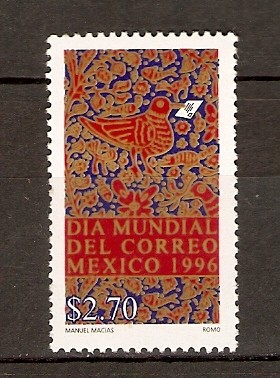 DIA MUNDIAL
DEL CORREO
MEXICO 1996
$2.70
MANUEL MACIAS ROMO